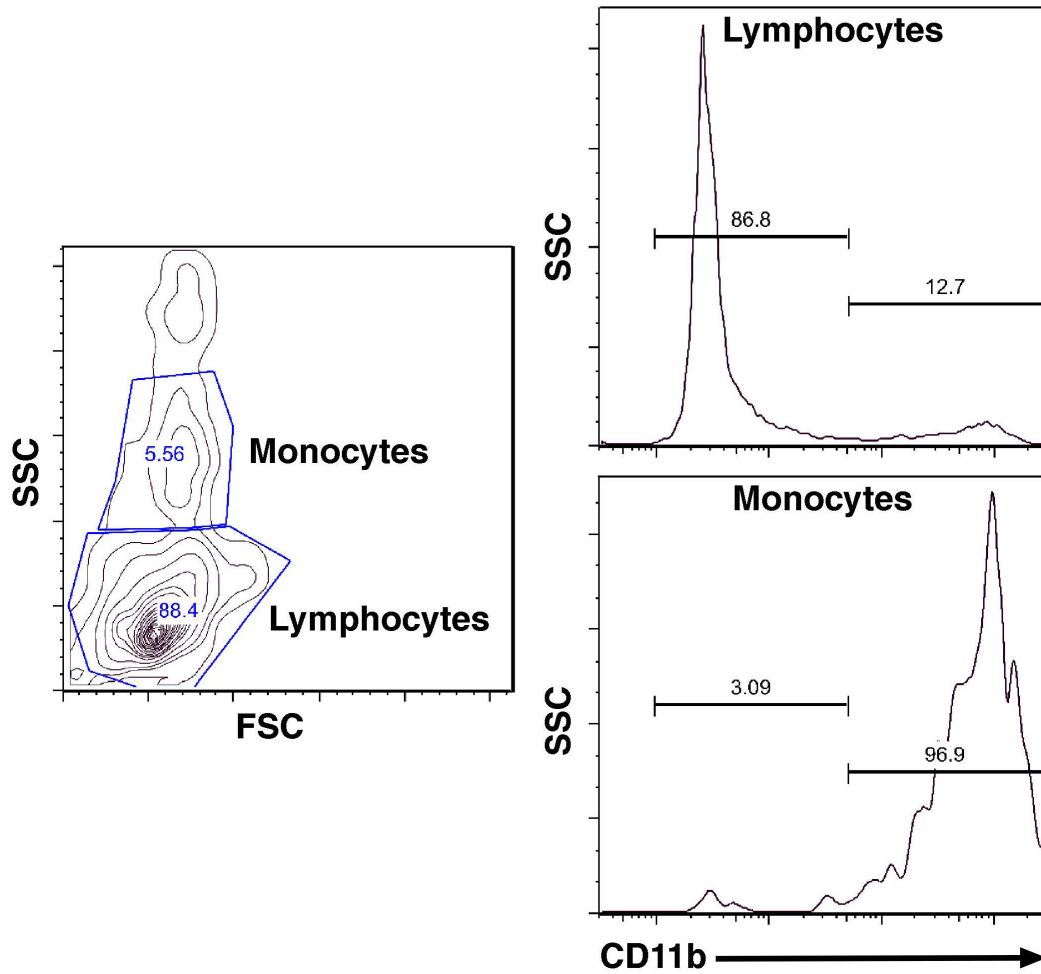 SSC
5.56
Monocytes
88.4
Lymphocytes
FSC
Lymphocytes
SSC
86.8
12.7
Monocytes
SSC
3.09
96.9
CD11b